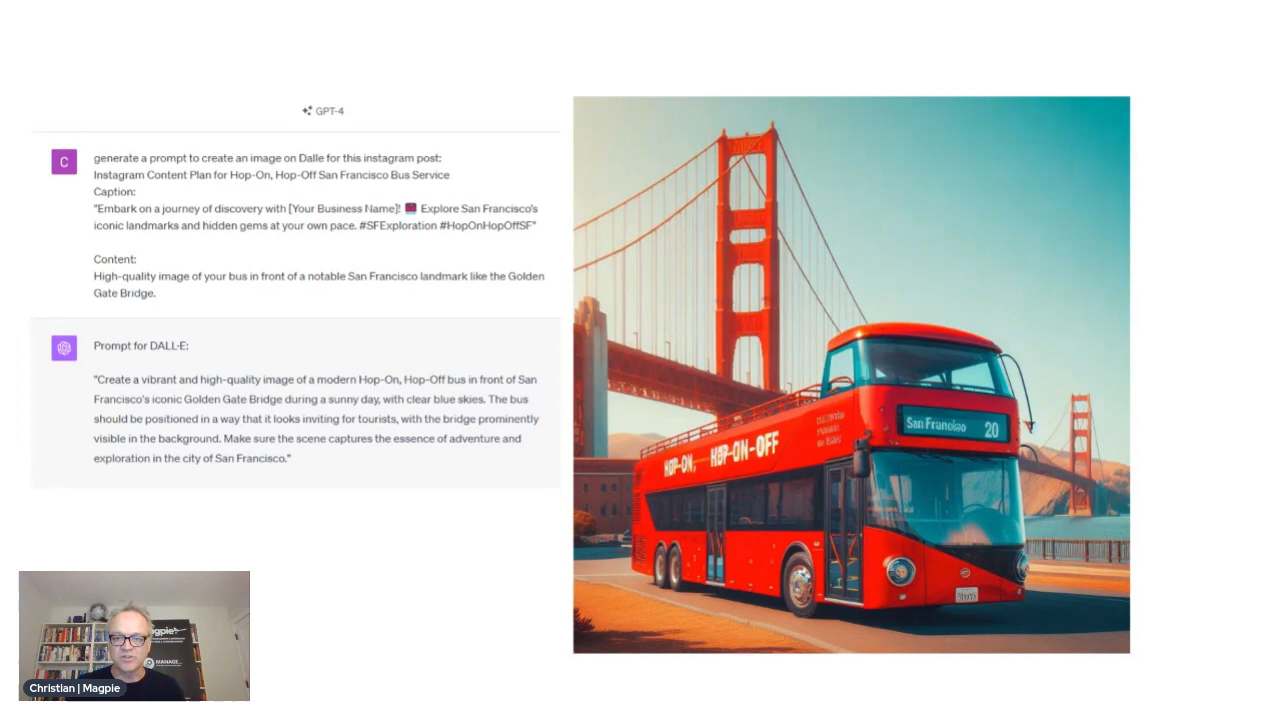 GPT-4
C
generate a prompt to create an image on Dalle for this instagram post:
Instagram Content Plan for Hop-On, Hop-Off San Francisco Bus Service
Caption:
"Embark on a journey of discovery with [Your Business Name]! Explore San Francisco's
iconic landmarks and hidden gems at your own pace. #SFExploration #HopOnHopOffSF"
Content:
High-quality image of your bus in front of a notable San Francisco landmark like the Golden
Gate Bridge.
Prompt for DALL·E:
"Create a vibrant and high-quality image of a modern Hop-On, Hop-Off bus in front of San
Francisco's iconic Golden Gate Bridge during a sunny day, with clear blue skies. The bus
should be positioned in a way that it looks inviting for tourists, with the bridge prominently
visible in the background. Make sure the scene captures the essence of adventure and
exploration in the city of San Francisco."
San Francisao 20
HOP-ON, HOP-ON-OFF
gpie
MANAGE
Christian | Magpie